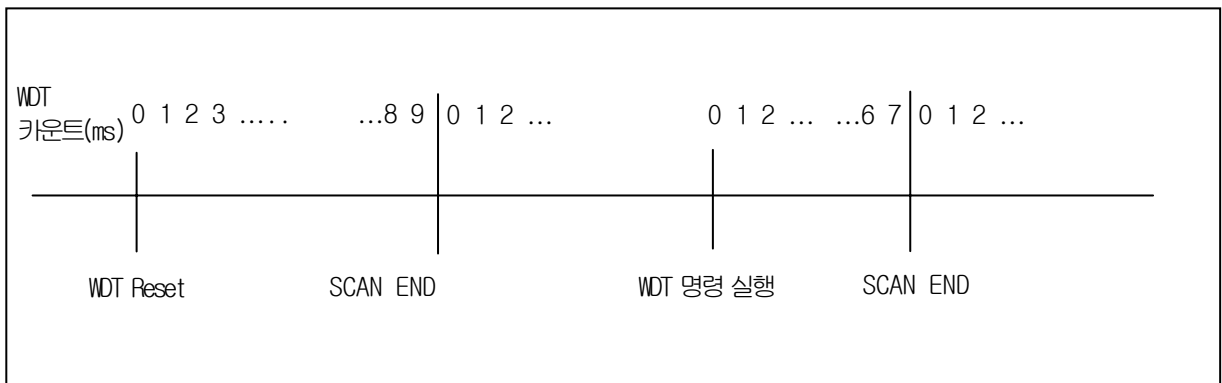 WDT
카운트(ms) 0 1 2 3 ..... ...8 9 0 1 2 ... 0 1 2 ... ...6 7 0 1 2 ...
WDT Reset SCAN END WDT 명령 실행 SCAN END